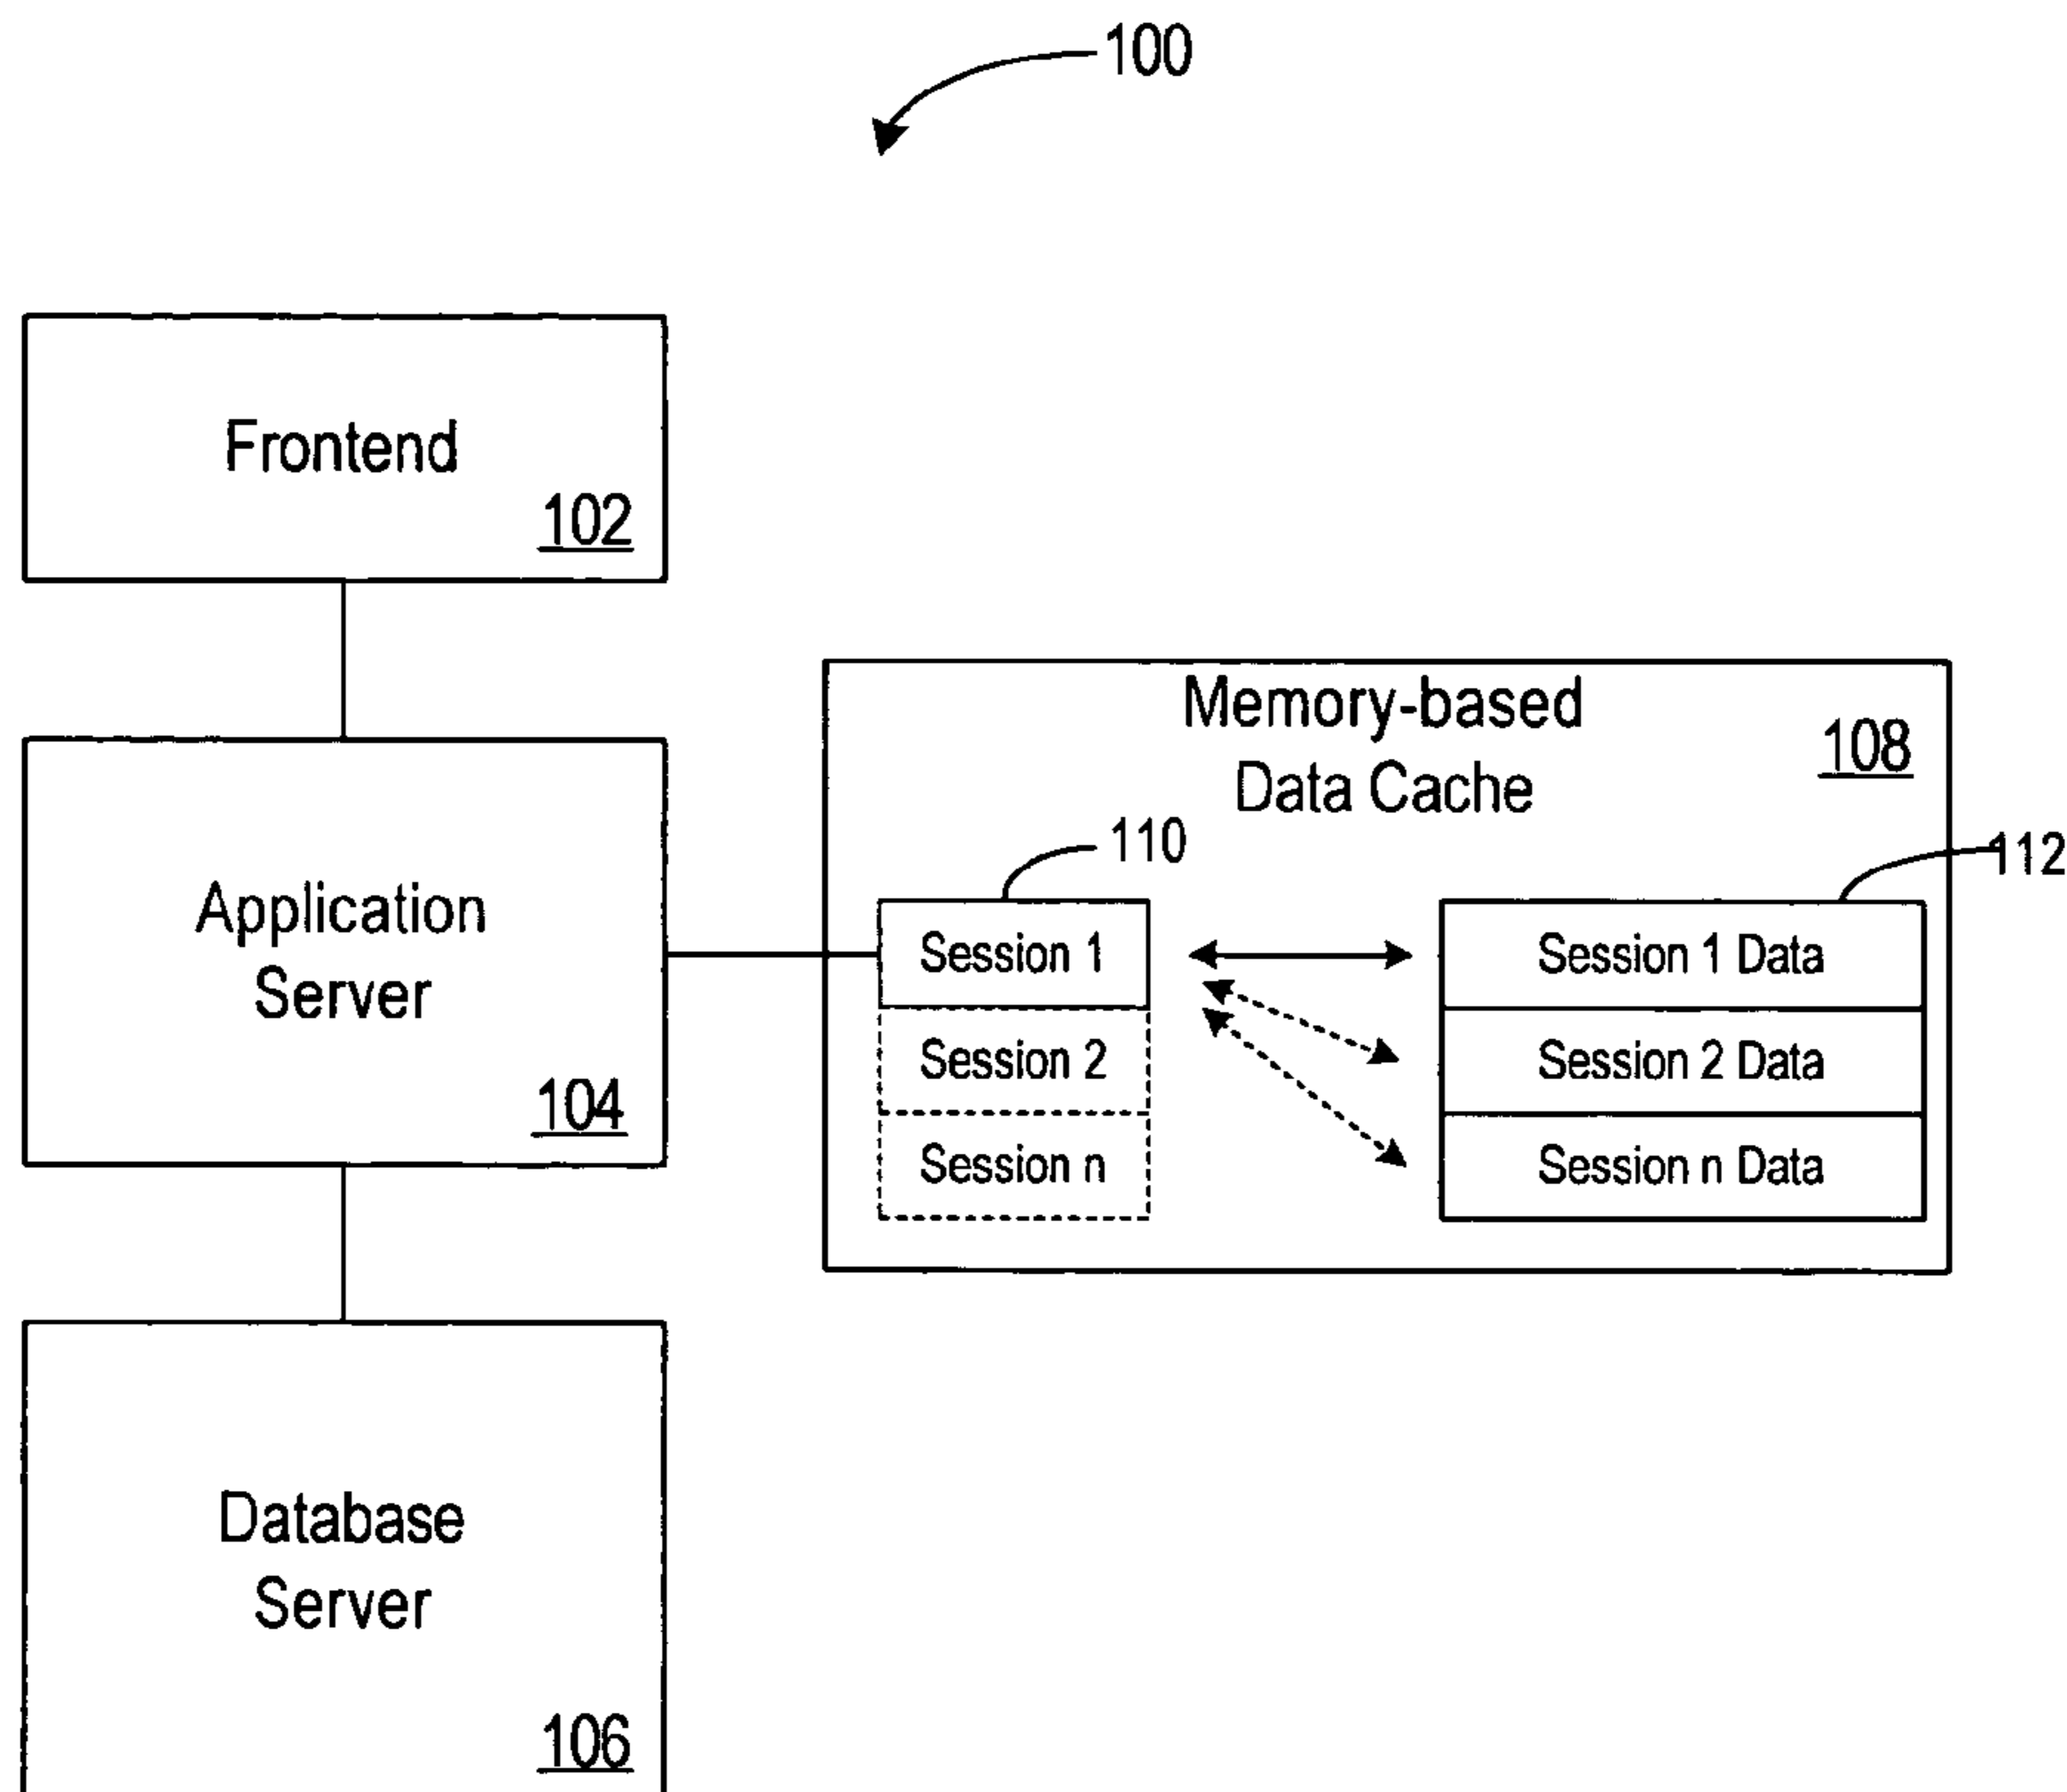 100
Frontend
102
Memory-based
Data Cache
108
110
112
Application
Server
104
Session 1
Session 2
Session n
Session 1 Data
Session 2 Data
Session n Data
Database
Server
106